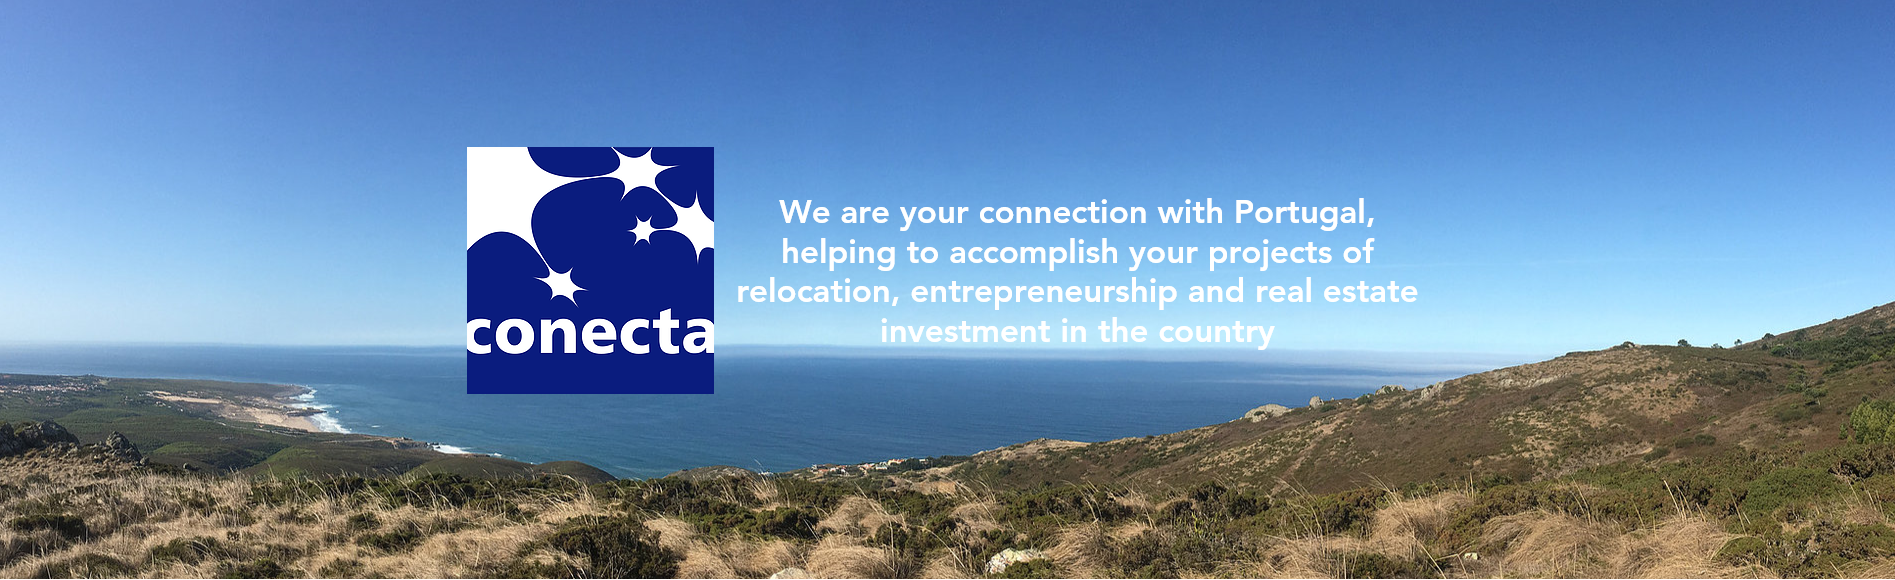 conecta
We are your connection with Portugal,
helping to accomplish your projects of
relocation, entrepreneurship and real estate
investment in the country